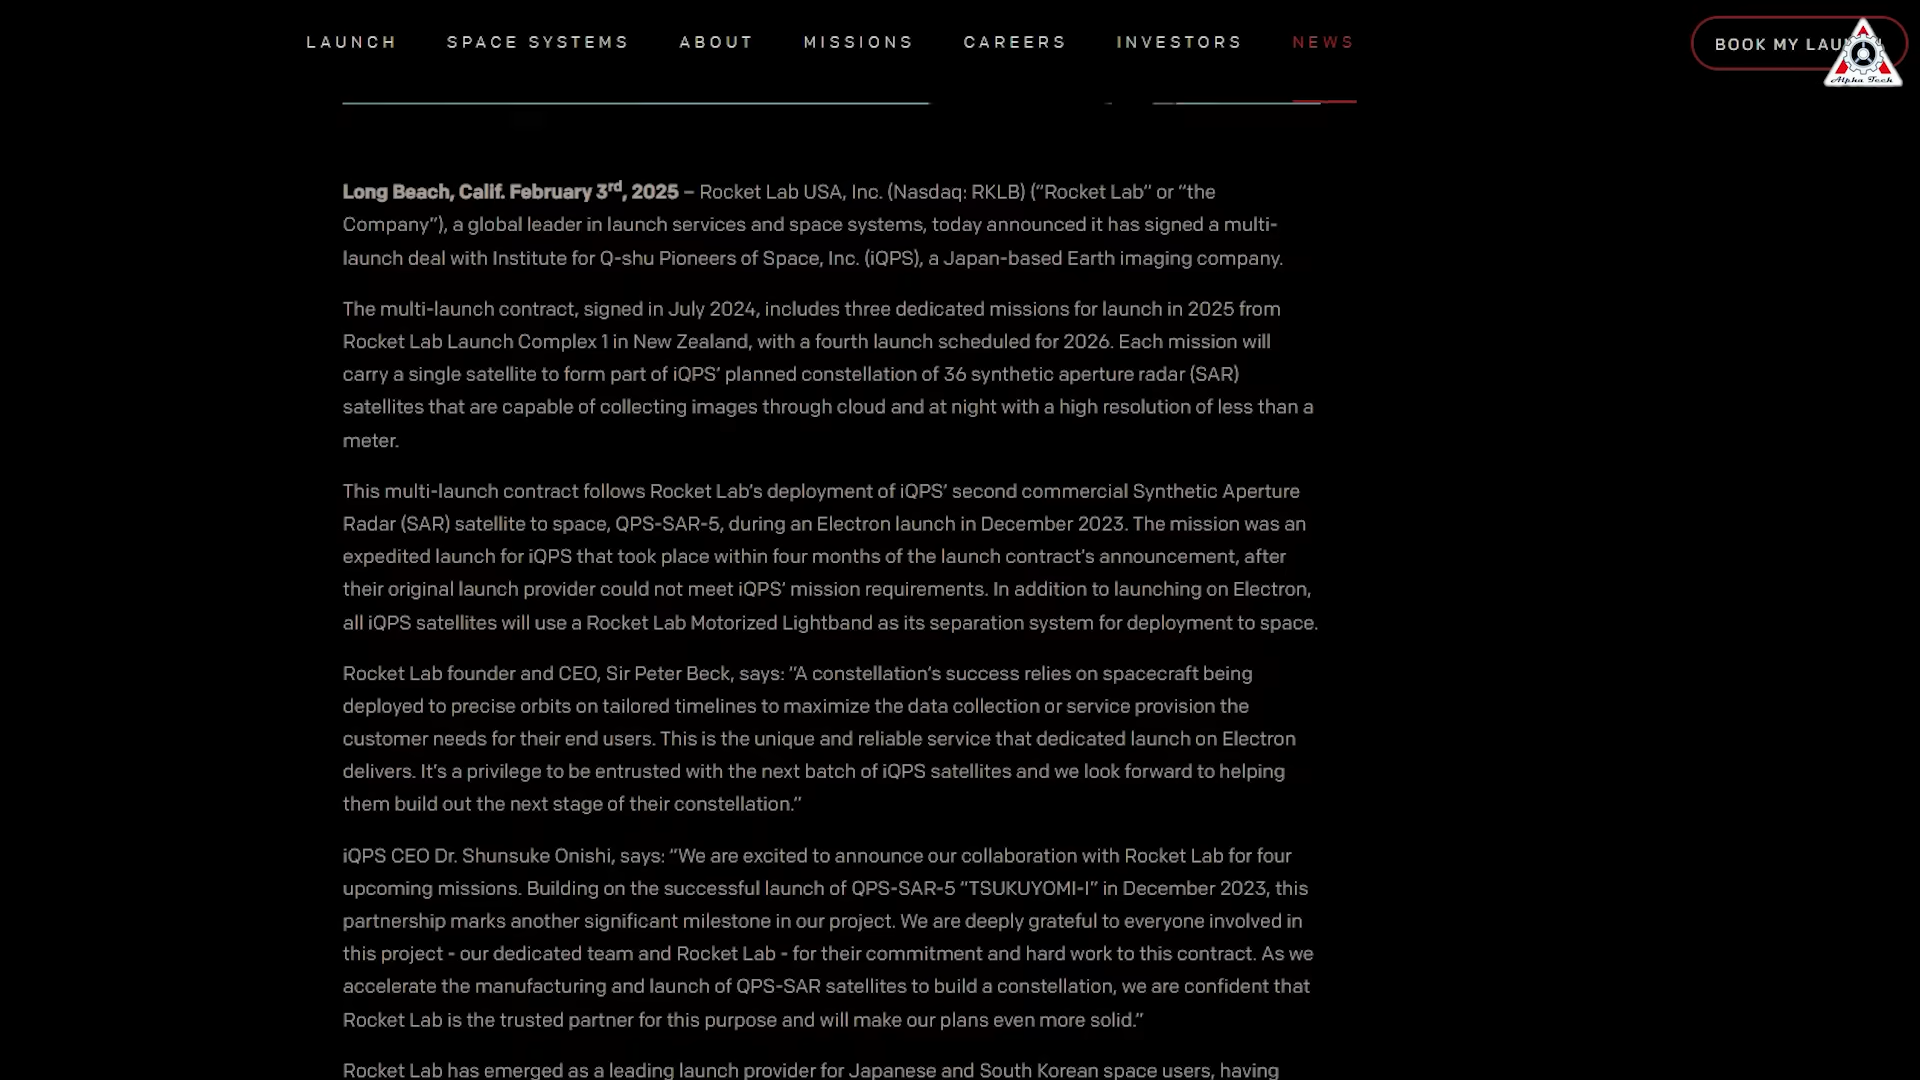 LAUNCH SPACE SYSTEMS ABOUT MISSIONS CAREERS INVESTORS NEWS BOOK MY LAU
Alpha Tech
Long Beach, Calif. February 3rd, 2025 – Rocket Lab USA, Inc. (Nasdaq: RKLB) (“Rocket Lab” or “the
Company”), a global leader in launch services and space systems, today announced it has signed a multi-
launch deal with Institute for Q-shu Pioneers of Space, Inc. (iQPS), a Japan-based Earth imaging company.
The multi-launch contract, signed in July 2024, includes three dedicated missions for launch in 2025 from
Rocket Lab Launch Complex 1 in New Zealand, with a fourth launch scheduled for 2026. Each mission will
carry a single satellite to form part of iQPS’ planned constellation of 36 synthetic aperture radar (SAR)
satellites that are capable of collecting images through cloud and at night with a high resolution of less than a
meter.
This multi-launch contract follows Rocket Lab’s deployment of iQPS’ second commercial Synthetic Aperture
Radar (SAR) satellite to space, QPS-SAR-5, during an Electron launch in December 2023. The mission was an
expedited launch for iQPS that took place within four months of the launch contract’s announcement, after
their original launch provider could not meet iQPS’ mission requirements. In addition to launching on Electron,
all iQPS satellites will use a Rocket Lab Motorized Lightband as its separation system for deployment to space.
Rocket Lab founder and CEO, Sir Peter Beck, says: “A constellation’s success relies on spacecraft being
deployed to precise orbits on tailored timelines to maximize the data collection or service provision the
customer needs for their end users. This is the unique and reliable service that dedicated launch on Electron
delivers. It’s a privilege to be entrusted with the next batch of iQPS satellites and we look forward to helping
them build out the next stage of their constellation.”
iQPS CEO Dr. Shunsuke Onishi, says: “We are excited to announce our collaboration with Rocket Lab for four
upcoming missions. Building on the successful launch of QPS-SAR-5 “TSUKUYOMI-I” in December 2023, this
partnership marks another significant milestone in our project. We are deeply grateful to everyone involved in
this project - our dedicated team and Rocket Lab - for their commitment and hard work to this contract. As we
accelerate the manufacturing and launch of QPS-SAR satellites to build a constellation, we are confident that
Rocket Lab is the trusted partner for this purpose and will make our plans even more solid.”
Rocket Lab has emerged as a leading launch provider for Japanese and South Korean space users, having